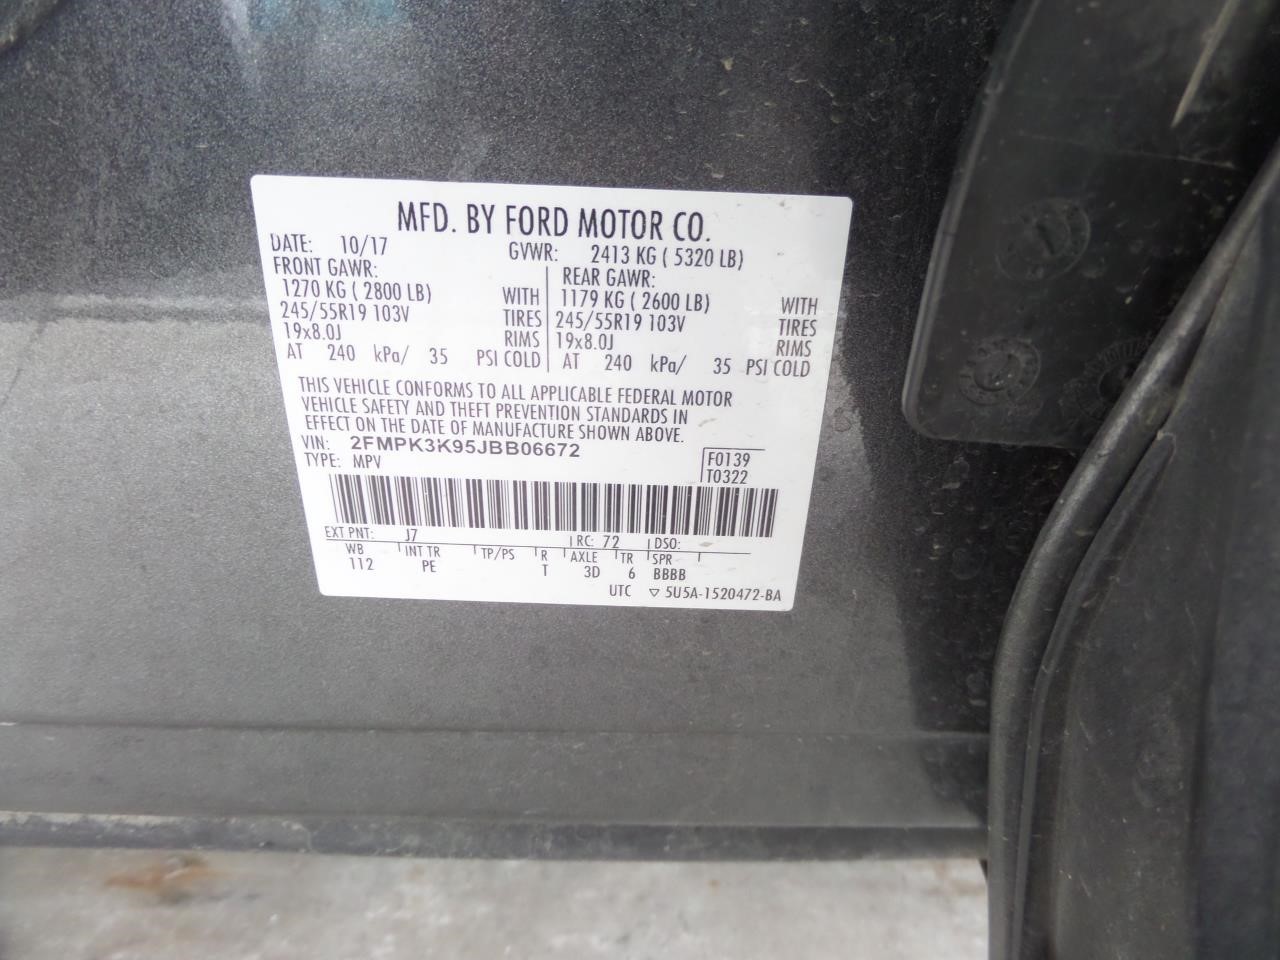 MFD. BY FORD MOTOR CO.
DATE: 10/17 GVWR: 2413 KG ( 5320 LB)
FRONT GAWR: REAR GAWR:
1270 KG ( 2800 LB) WITH 1179 KG ( 2600 LB) WITH
245/55R19 103V TIRES 245/55R19 103V TIRES
19x8.0J RIMS 19x8.0J RIMS
AT 240 kPa/ 35 PSI COLD AT 240 kPa/ 35 PSI COLD
THIS VEHICLE CONFORMS TO ALL APPLICABLE FEDERAL MOTOR
VEHICLE SAFETY AND THEFT PREVENTION STANDARDS IN
EFFECT ON THE DATE OF MANUFACTURE SHOWN ABOVE.
VIN: 2FMPK3K95JBB06672
TYPE: MPV
F0139
T0322
EXT PNT: J7 RC: 72 DSO:
WB INT TR TP/PS R AXLE TR SPR
112 PE T 3D 6 BBBB
UTC ▽ 5U5A-1520472-BA